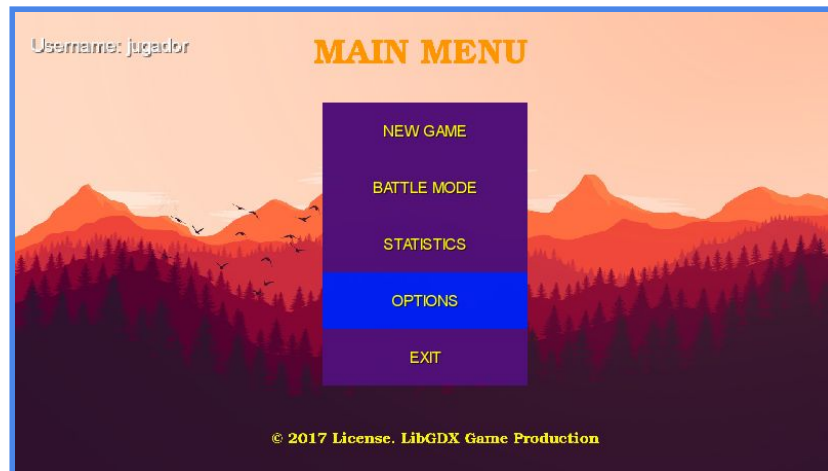 Username: jugador
MAIN MENU
NEW GAME
BATTLE MODE
STATISTICS
OPTIONS
EXIT
© 2017 License. LibGDX Game Production